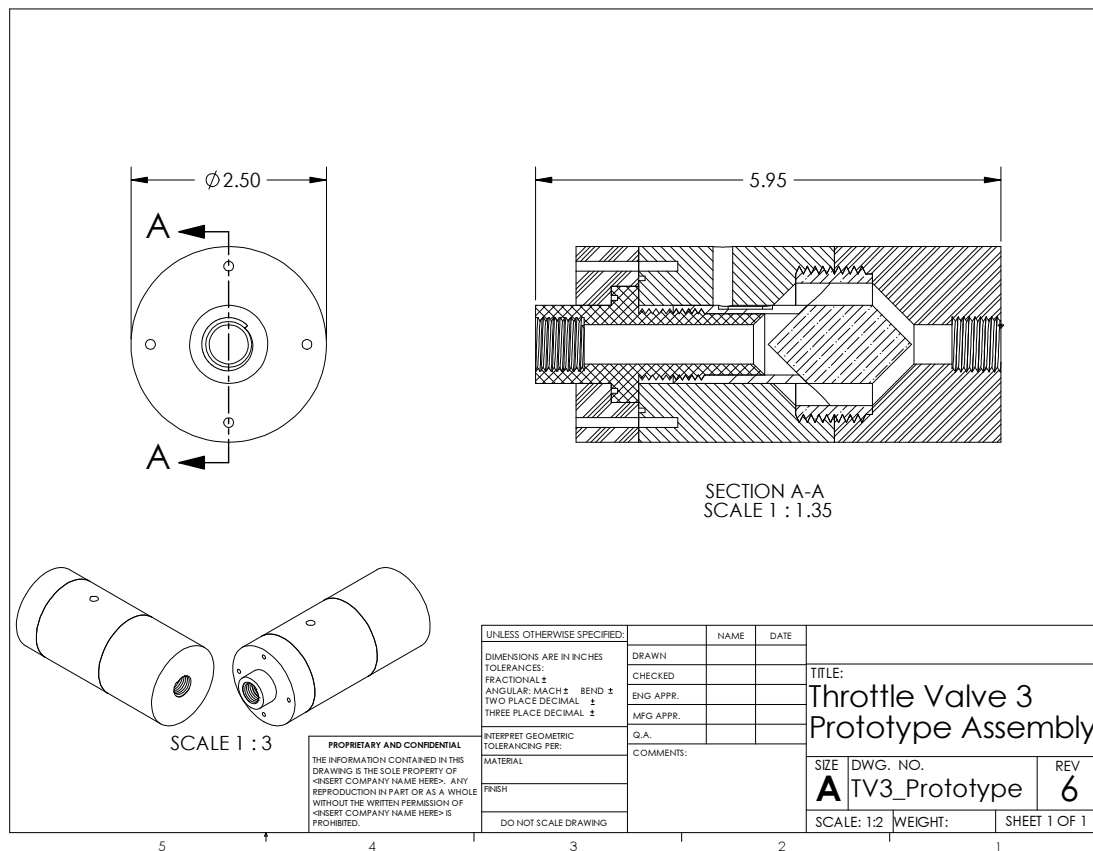 ⌀2.50
A
A
5.95
SECTION A-A
SCALE 1 : 1.35
SCALE 1 : 3
PROPRIETARY AND CONFIDENTIAL
THE INFORMATION CONTAINED IN THIS
DRAWING IS THE SOLE PROPERTY OF
<INSERT COMPANY NAME HERE>. ANY
REPRODUCTION IN PART OR AS A WHOLE
WITHOUT THE WRITTEN PERMISSION OF
<INSERT COMPANY NAME HERE> IS
PROHIBITED.
UNLESS OTHERWISE SPECIFIED:
DIMENSIONS ARE IN INCHES
TOLERANCES:
FRACTIONAL ±
ANGULAR: MACH ± BEND ±
TWO PLACE DECIMAL ±
THREE PLACE DECIMAL ±
INTERPRET GEOMETRIC
TOLERANCING PER:
MATERIAL
FINISH
DO NOT SCALE DRAWING
NAME DATE
DRAWN
CHECKED
ENG APPR.
MFG APPR.
Q.A.
COMMENTS:
TITLE:
Throttle Valve 3
Prototype Assembly
SIZE DWG. NO. REV
A TV3_Prototype 6
SCALE: 1:2 WEIGHT: SHEET 1 OF 1
5 4 3 2 1